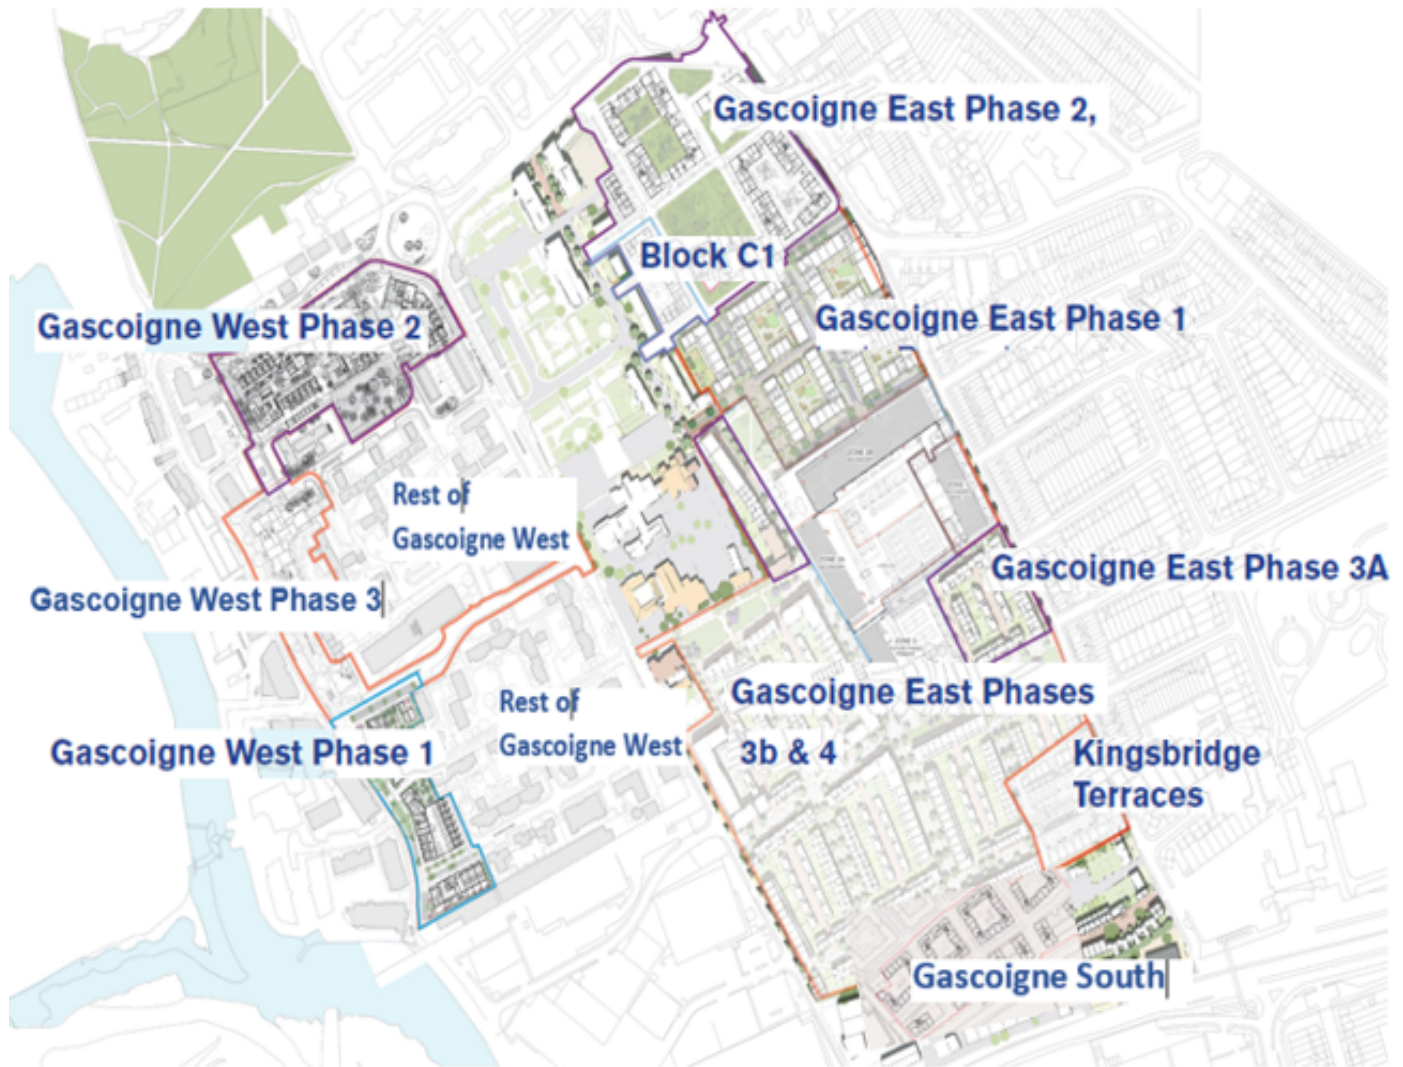 Gascoigne East Phase 2,
Block C1
Gascoigne West Phase 2
Gascoigne East Phase 1
Rest of
Gascoigne West
Gascoigne East Phase 3A
Gascoigne West Phase 3
Rest of
Gascoigne West
Gascoigne East Phases
3b & 4
Gascoigne West Phase 1
Kingsbridge
Terraces
Gascoigne South